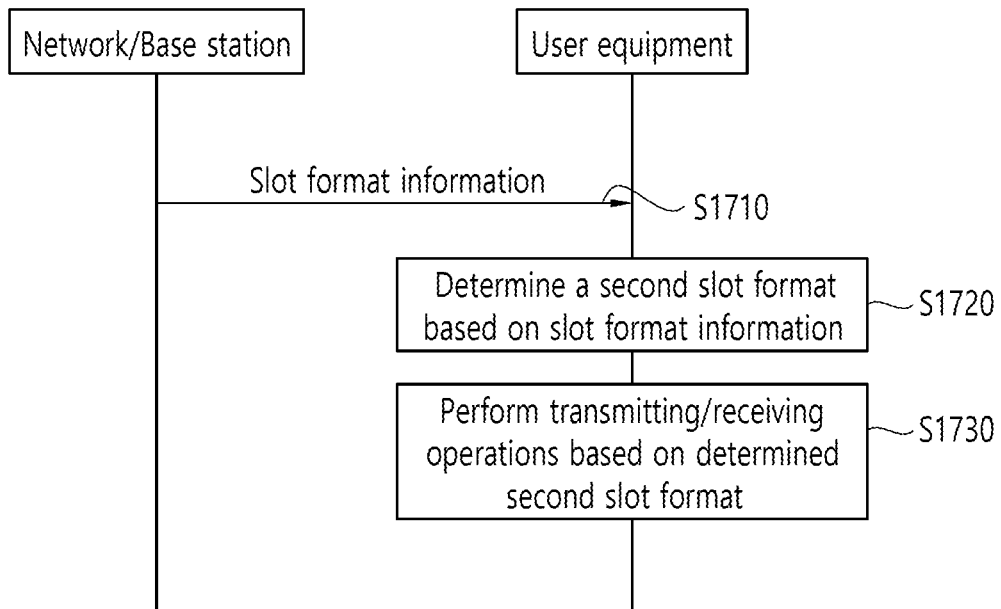 Network/Base station
User equipment
Slot format information
S1710
Determine a second slot format
based on slot format information
S1720
Perform transmitting/receiving
operations based on determined
second slot format
S1730